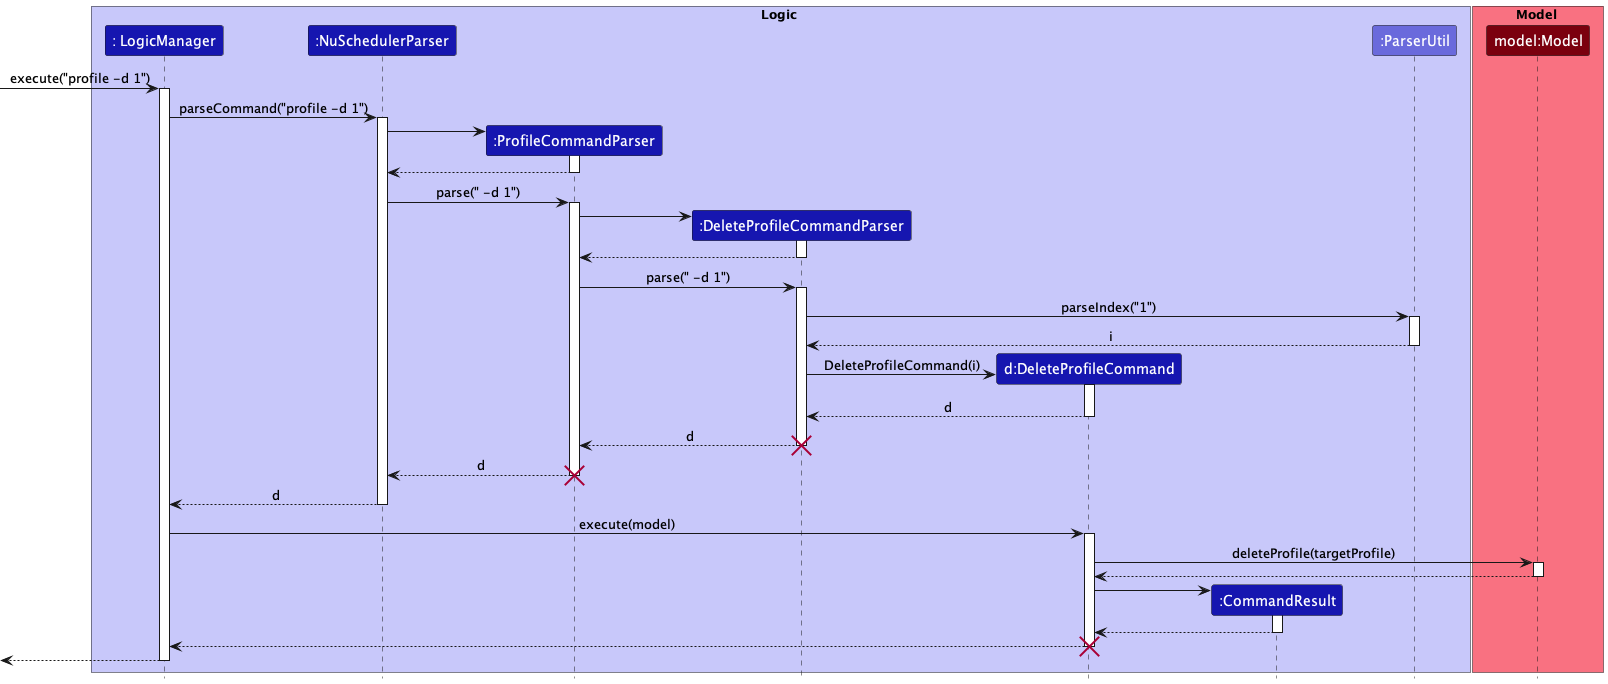 Logic
Model
: LogicManager
:NuSchedulerParser
:ParserUtil
model:Model
execute("profile -d 1")
parseCommand("profile -d 1")
:ProfileCommandParser
parse(" -d 1")
:DeleteProfileCommandParser
parse(" -d 1")
parseIndex("1")
i
DeleteProfileCommand(i)
d:DeleteProfileCommand
d
d
d
d
execute(model)
deleteProfile(targetProfile)
:CommandResult